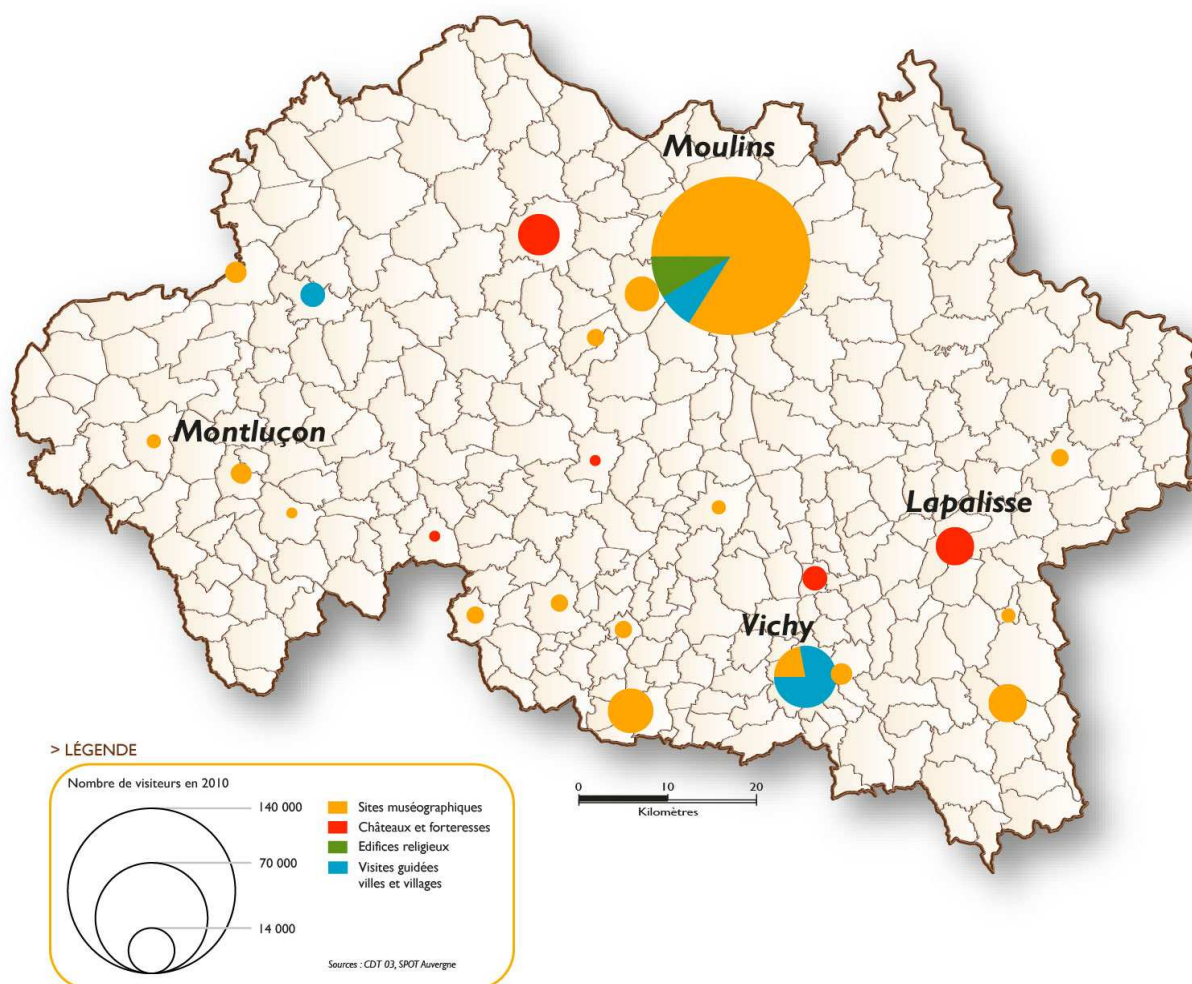 Moulins
Montluçon
Lapalisse
Vichy
> LÉGENDE
Nombre de visiteurs en 2010
140 000
70 000
14 000
Sites muséographiques
Châteaux et forteresses
Edifices religieux
Visites guidées
villes et villages
Sources : CDT 03, SPOT Auvergne
0 10 20
Kilomètres